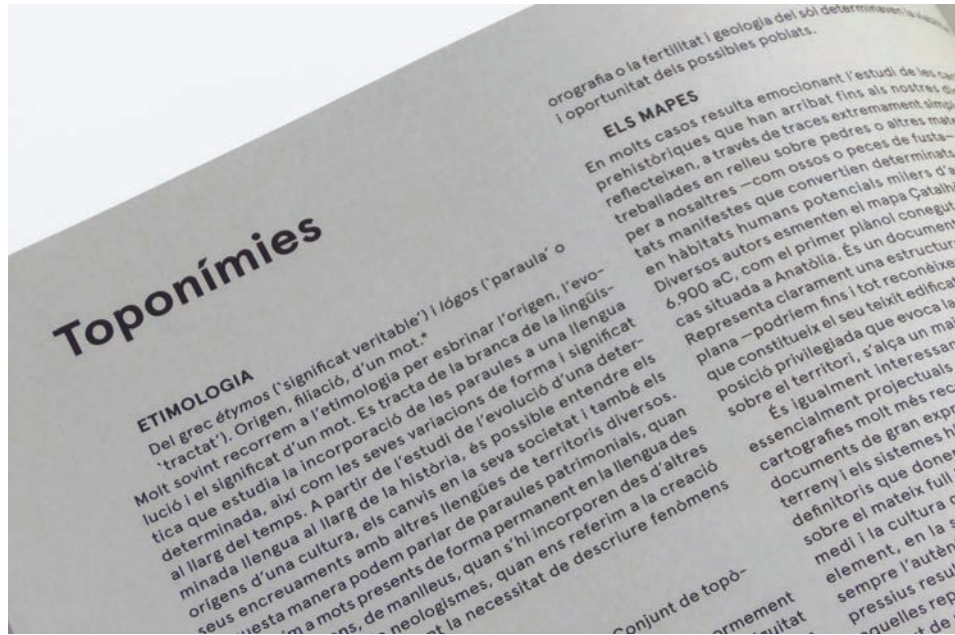 Toponímies
ETIMOLOGIA
Del grec étymos ('significat veritable') i lógos ('paraula' o
'tractat'). Origen, filiació, d'un mot.*
Molt sovint recorrem a l'etimologia per esbrinar l'origen, l'evo-
lució i el significat d'un mot. Es tracta de la branca de la lingüís-
tica que estudia la incorporació de les paraules a una llengua
determinada, així com les seves variacions de forma i significat
al llarg del temps. A partir de l'estudi de l'evolució d'una deter-
minada llengua al llarg de la història, és possible entendre els
orígens d'una cultura, els canvis en la seva societat i també els
seus encreuaments amb altres llengües de territoris diversos.
manera podem parlar de paraules patrimonials, quan
a mots presents de forma permanent en la llengua des
de manlleus, quan s'hi incorporen des d'altres
neologismes, quan ens referim a la creació
la necessitat de descriure fenòmens
Conjunt de topò-
orografia o la fertilitat i geologia del sòl determinaven la
i oportunitat dels possibles poblats.
ELS MAPES
En molts casos resulta emocionant l'estudi de les
prehistòriques que han arribat fins als nostres
reflecteixen, a través de traces extremament
treballades en relleu sobre pedres o altres
per a nosaltres —com ossos o peces de fusta—
tats manifestes que convertien determinats
en hàbitats humans potencials milers
Diversos autors esmenten el mapa
6.900 aC, com el primer plànol conegut
cas situada a Anatòlia. És un document
Representa clarament una estructura
plana —podríem fins i tot
que constitueix el seu teixit
posició privilegiada que evoca la
sobre el territori, s'alça un
És igualment
essencialment projectuals
cartografies molt més
documents de gran
terreny i els sistemes
definitoris que
sobre el mateix full
medi i la cultura
element, en la
sempre
pressius
aquelles